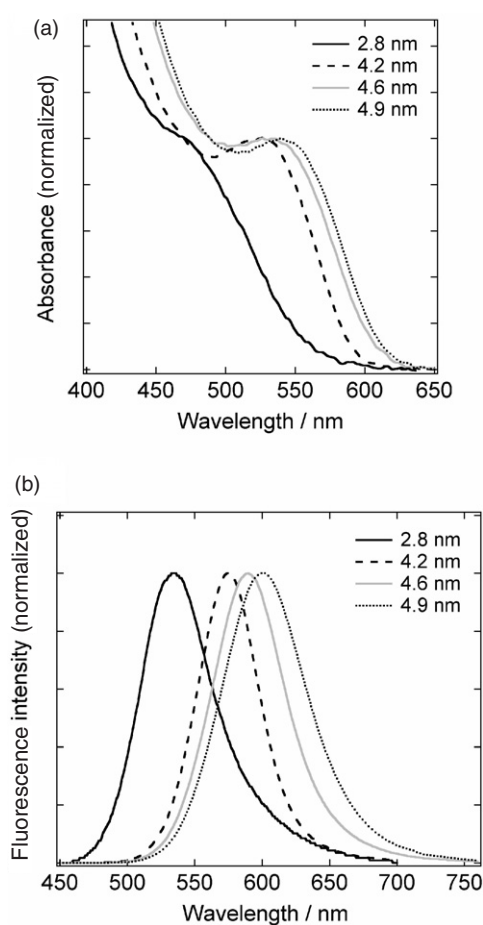 (a)
2.8 nm
4.2 nm
4.6 nm
4.9 nm
Absorbance (normalized)
400 450 500 550 600 650
Wavelength / nm
(b)
2.8 nm
4.2 nm
4.6 nm
4.9 nm
Fluorescence intensity (normalized)
450 500 550 600 650 700 750
Wavelength / nm